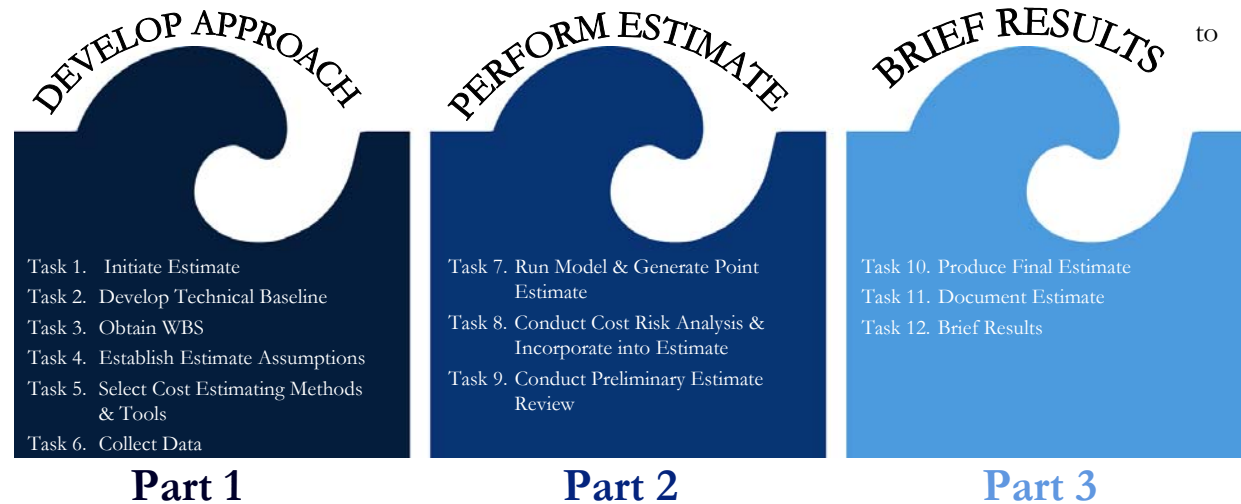 DEVELOP APPROACH
Task 1. Initiate Estimate
Task 2. Develop Technical Baseline
Task 3. Obtain WBS
Task 4. Establish Estimate Assumptions
Task 5. Select Cost Estimating Methods
& Tools
Task 6. Collect Data
Part 1
PERFORM ESTIMATE
Task 7. Run Model & Generate Point
Estimate
Task 8. Conduct Cost Risk Analysis &
Incorporate into Estimate
Task 9. Conduct Preliminary Estimate
Review
Part 2
BRIEF RESULTS
to
Task 10. Produce Final Estimate
Task 11. Document Estimate
Task 12. Brief Results
Part 3